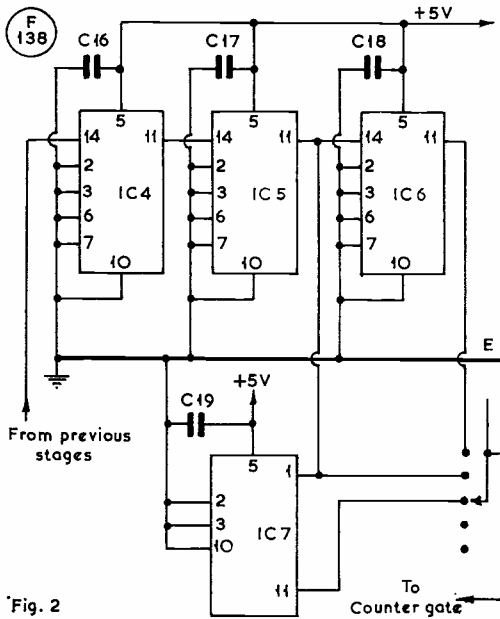 F
138
C16
C17
C18
+5V
5
5
5
14
11
14
11
14
11
2
2
2
3
IC4
3
IC5
3
IC6
6
6
6
7
7
7
10
10
10
E
+5V
C19
From previous
stages
5
1
2
3
10
IC7
11
To
Counter gate
Fig. 2